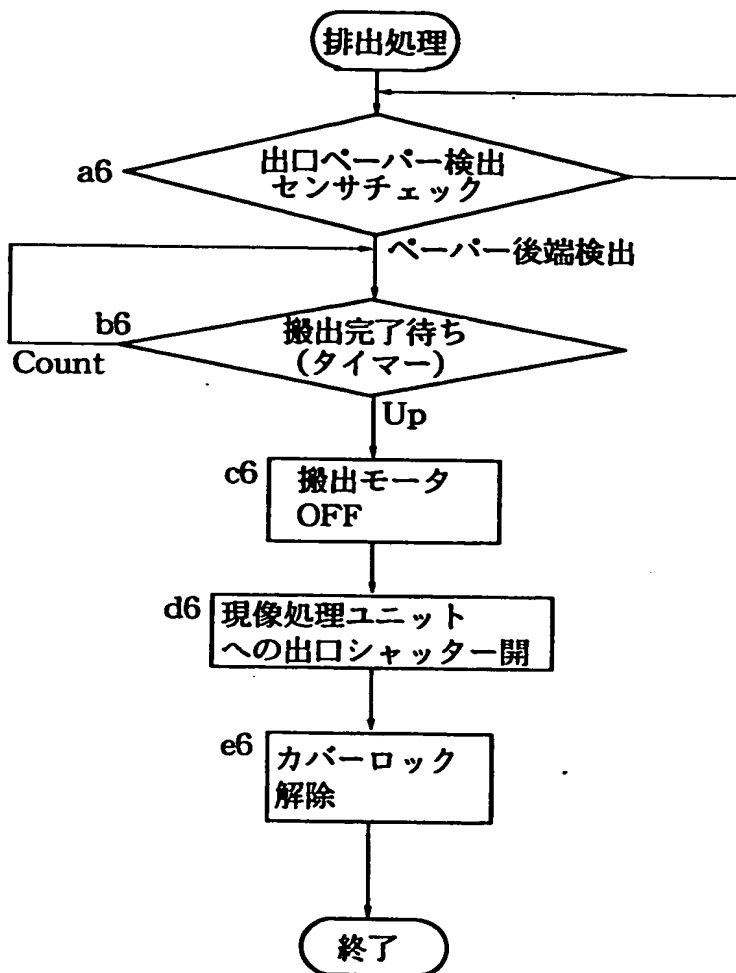 排出処理
a6
出口ペーパー検出
センサチェック
ペーパー後端検出
b6
搬出完了待ち
(タイマー)
Count
Up
c6
搬出モータ
OFF
d6
現像処理ユニット
への出口シャッター開
e6
カバーロック
解除
終了